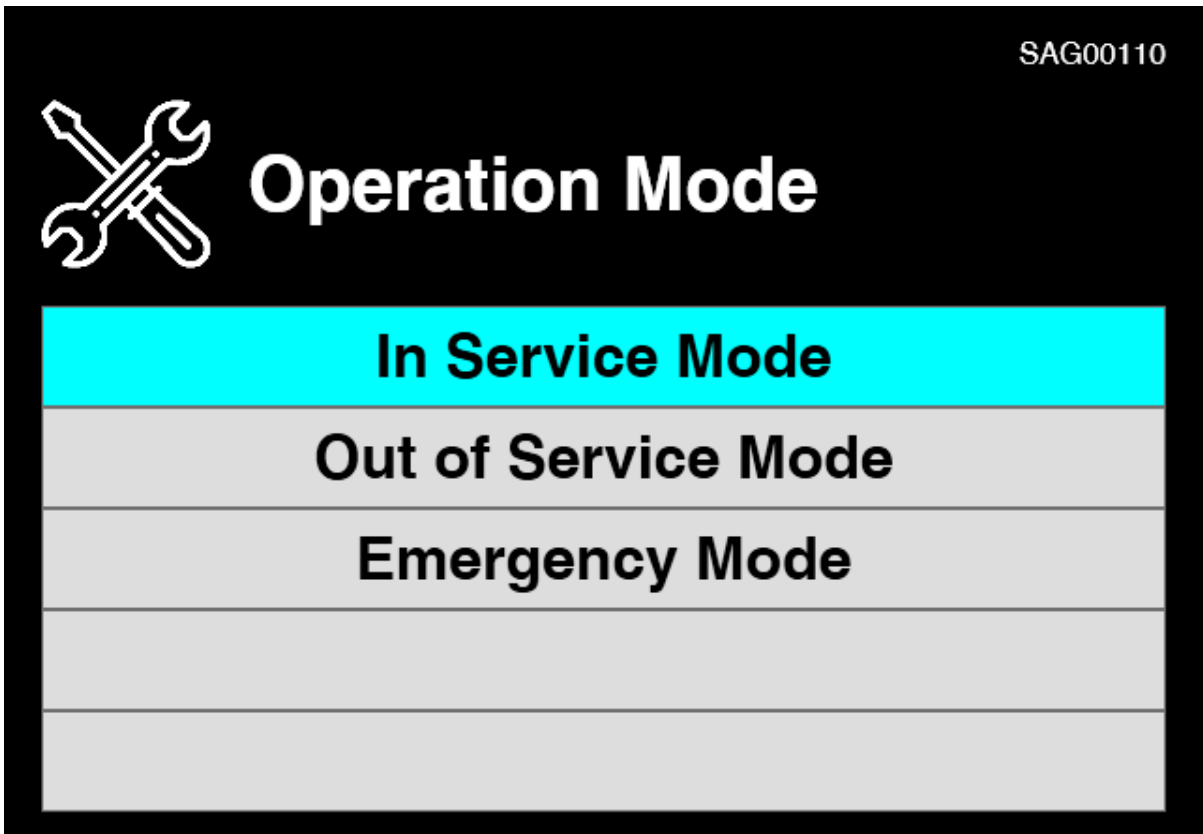 SAG00110
Operation Mode
In Service Mode
Out of Service Mode
Emergency Mode